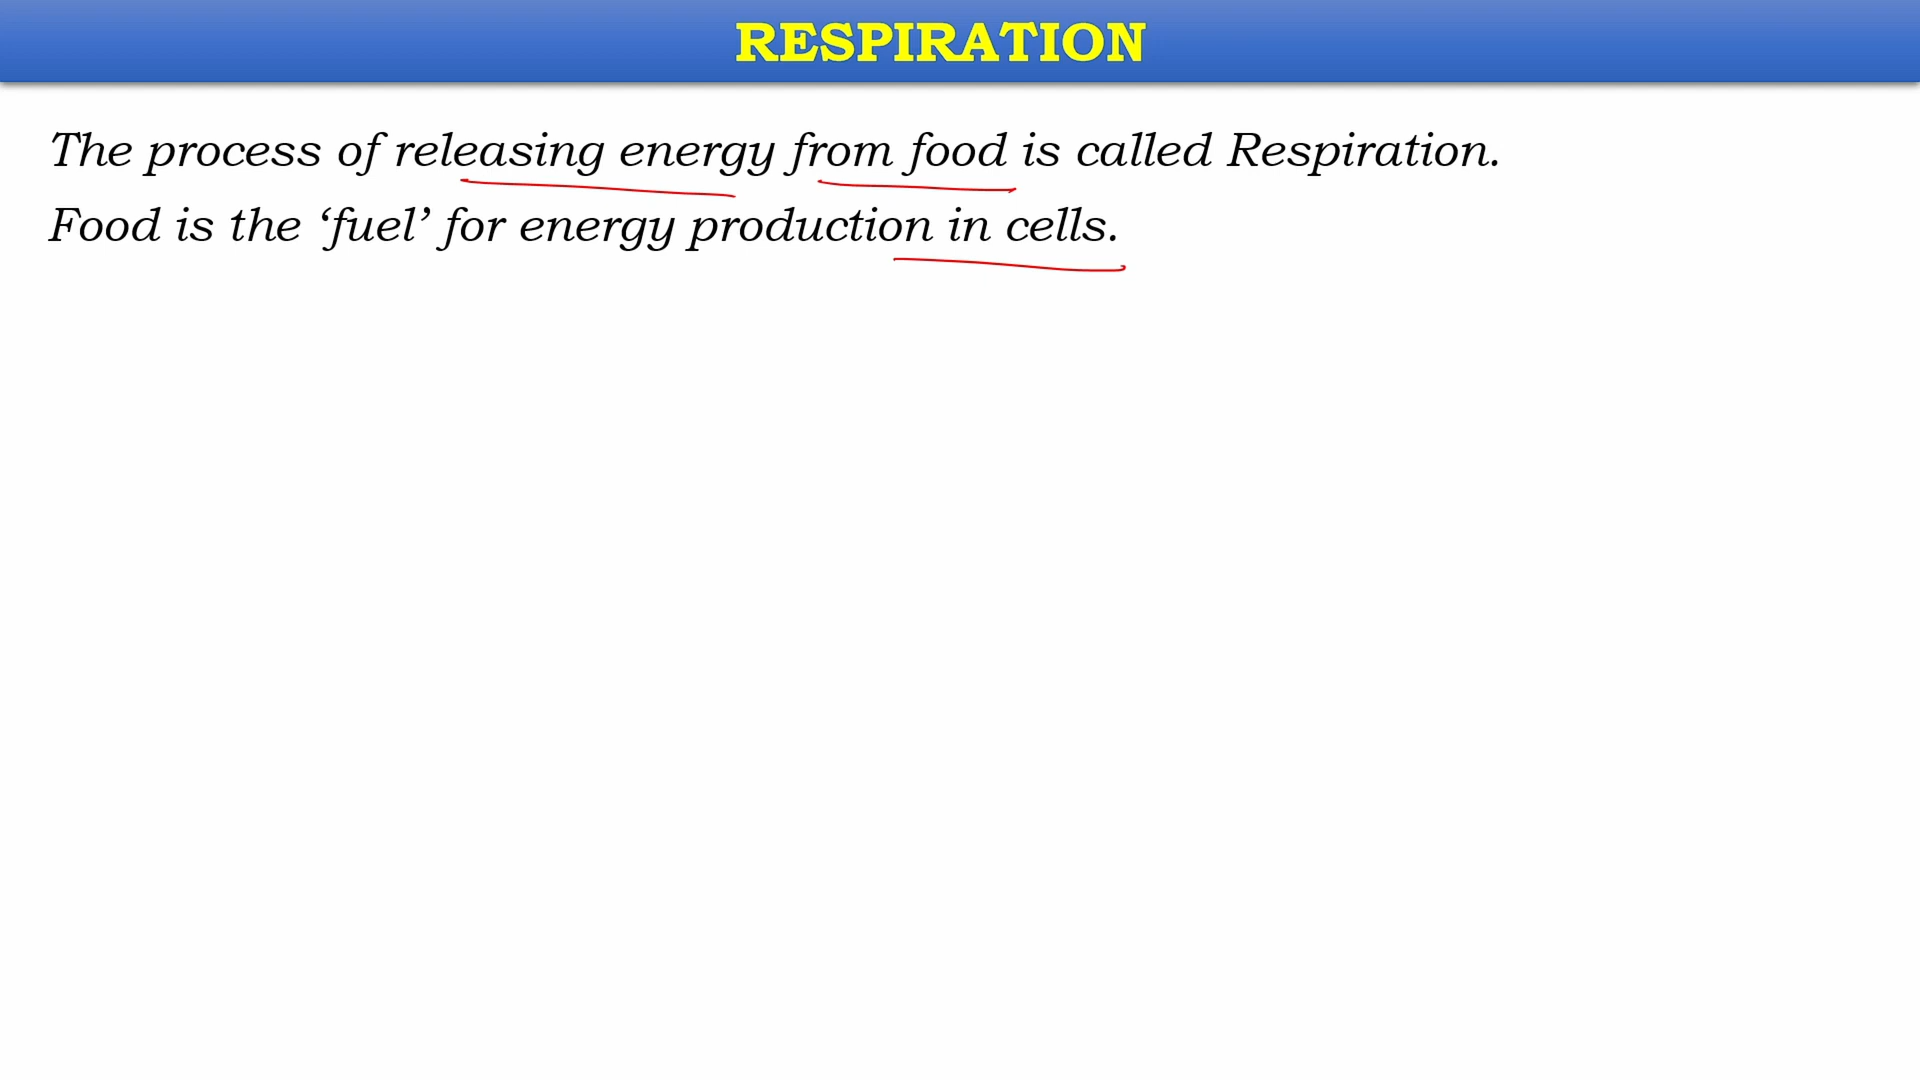 RESPIRATION
The process of releasing energy from food is called Respiration.
Food is the ‘fuel’ for energy production in cells.